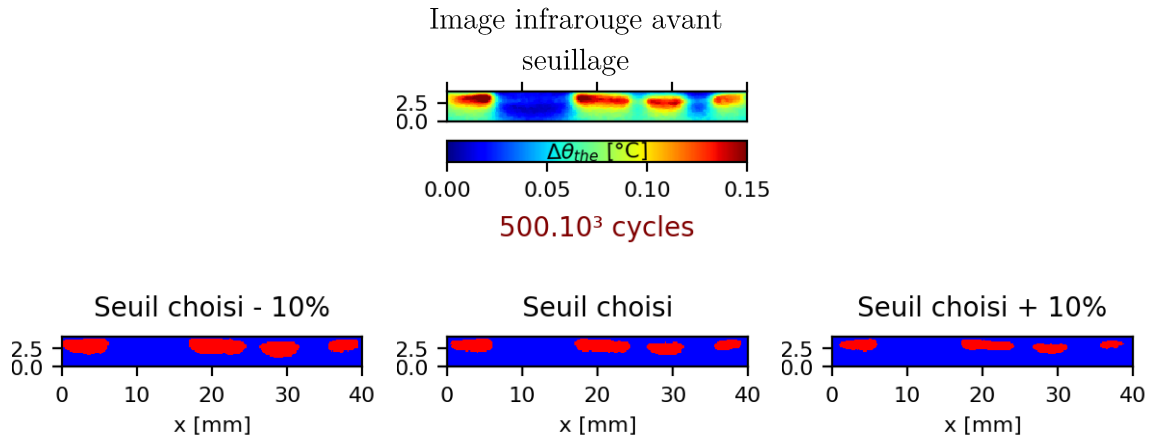 Image infrarouge avant
seuillage
2.5
0.0
Δθ_the [°C]
0.00 0.05 0.10 0.15
500.10³ cycles
Seuil choisi - 10% Seuil choisi Seuil choisi + 10%
2.5 2.5 2.5
0.0 0.0 0.0
0 10 20 30 40 0 10 20 30 40 0 10 20 30 40
x [mm] x [mm] x [mm]